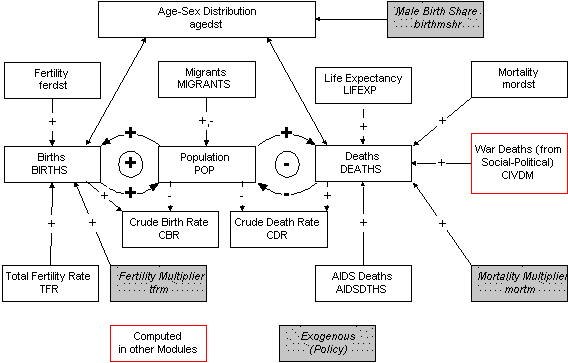 Age-Sex Distribution
agedst
Male Birth Share
birthmshr
Fertility
ferdst
Migrants
MIGRANTS
Life Expectancy
LIFEXP
Mortality
mordst
+
+,-
+
+
+
+
Births
BIRTHS
+
Population
POP
-
Deaths
DEATHS
+
War Deaths (from
Social-Political)
CIVDM
+
-
+
-
-
+
Crude Birth Rate
CBR
Crude Death Rate
CDR
+
+
+
+
Total Fertility Rate
TFR
Fertility Multiplier
tfrm
AIDS Deaths
AIDSDTHS
Mortality Multiplier
mortm
Computed
in other Modules
Exogenous
(Policy)